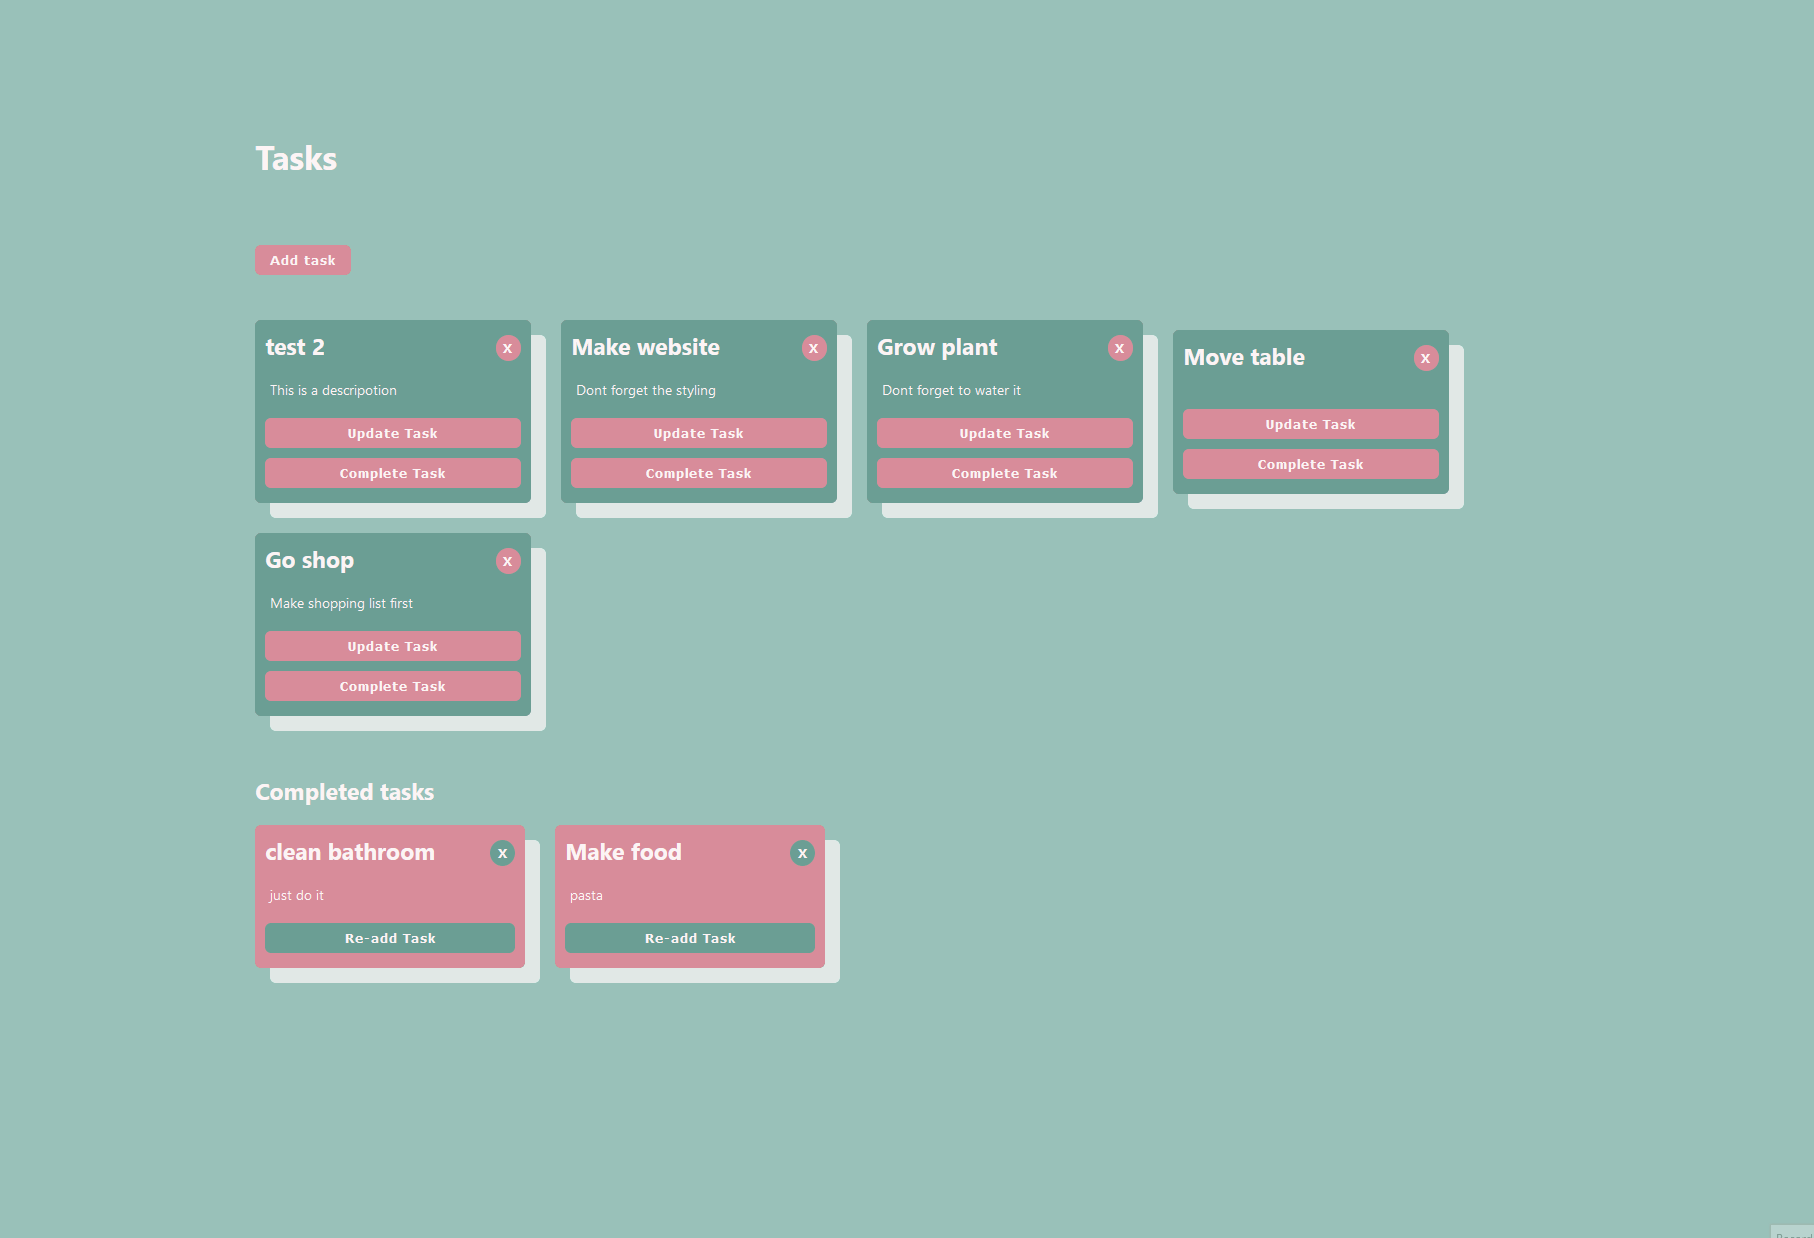 Tasks
Add task
test 2 X
This is a descripotion
Update Task
Complete Task
Make website X
Dont forget the styling
Update Task
Complete Task
Grow plant X
Dont forget to water it
Update Task
Complete Task
Move table X
Update Task
Complete Task
Go shop X
Make shopping list first
Update Task
Complete Task
Completed tasks
clean bathroom X
just do it
Re-add Task
Make food X
pasta
Re-add Task